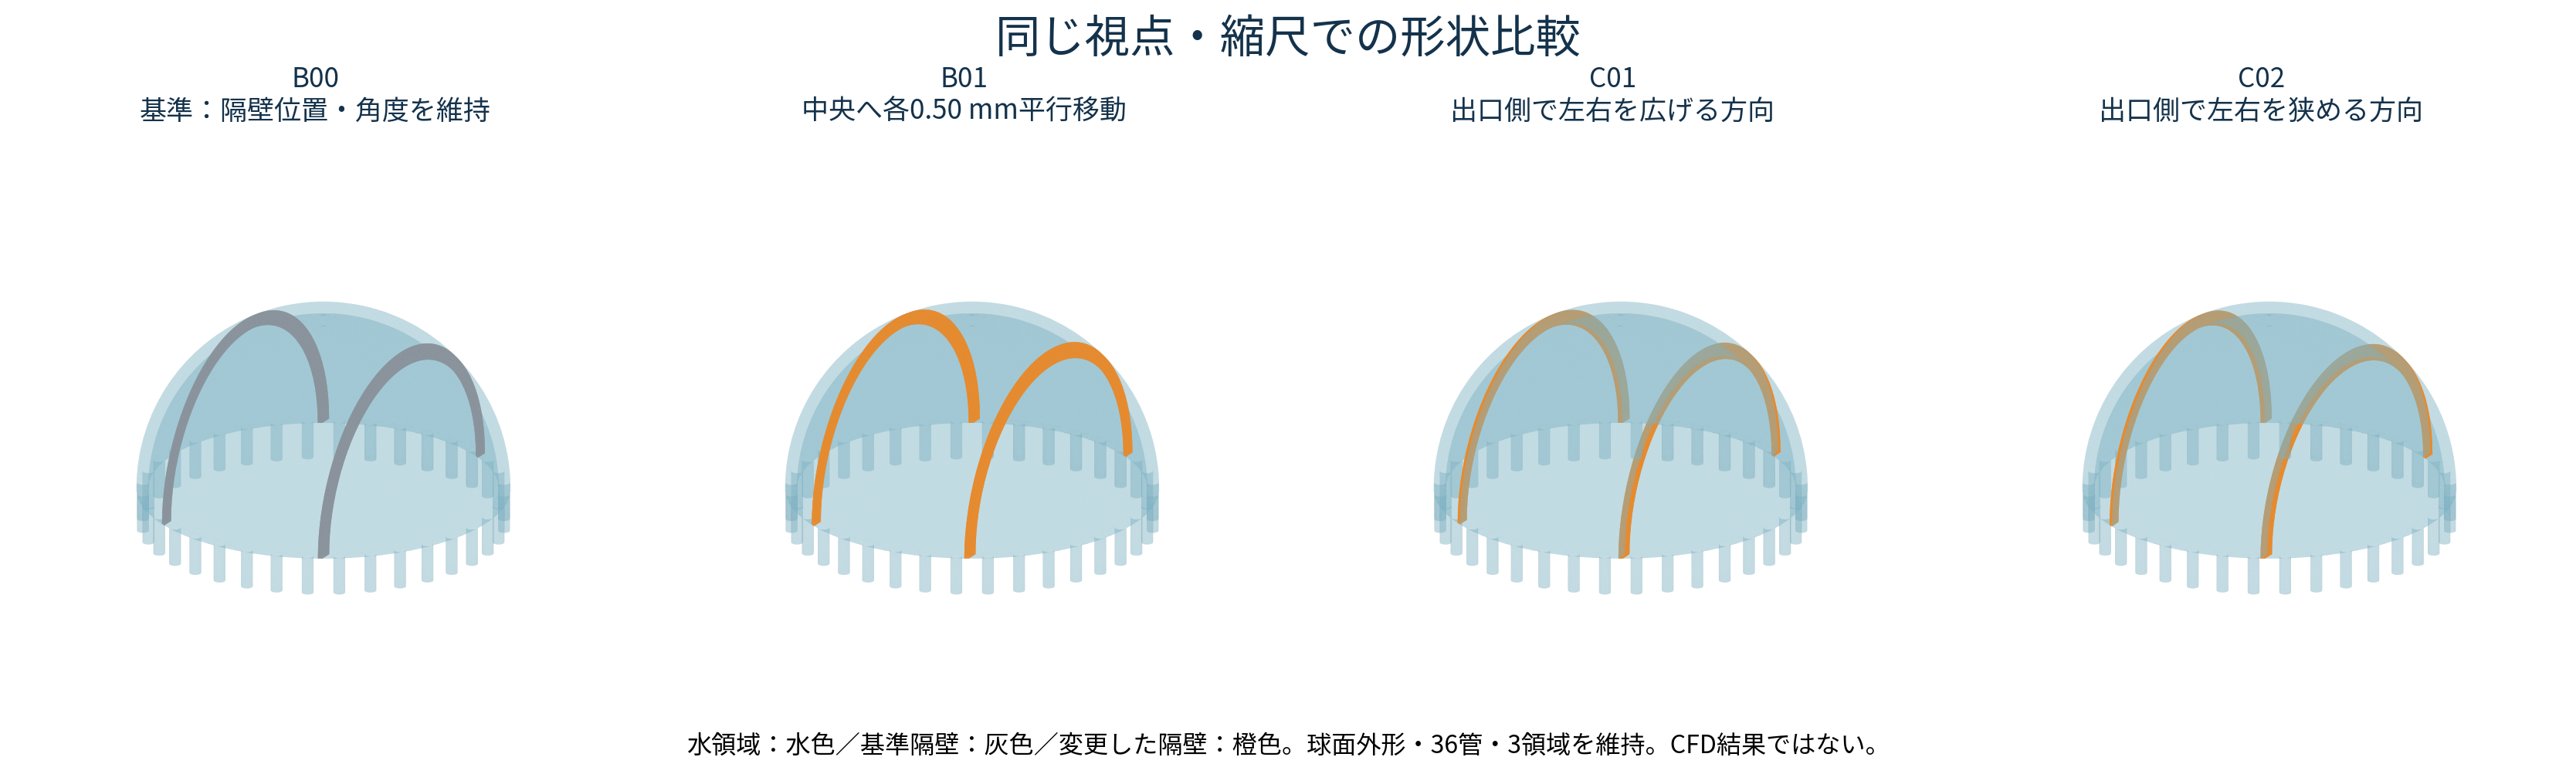 同じ視点・縮尺での形状比較
B00
基準：隔壁位置・角度を維持
B01
中央へ各0.50 mm平行移動
C01
出口側で左右を広げる方向
C02
出口側で左右を狭める方向
水領域：水色／基準隔壁：灰色／変更した隔壁：橙色。球面外形・36管・3領域を維持。CFD結果ではない。